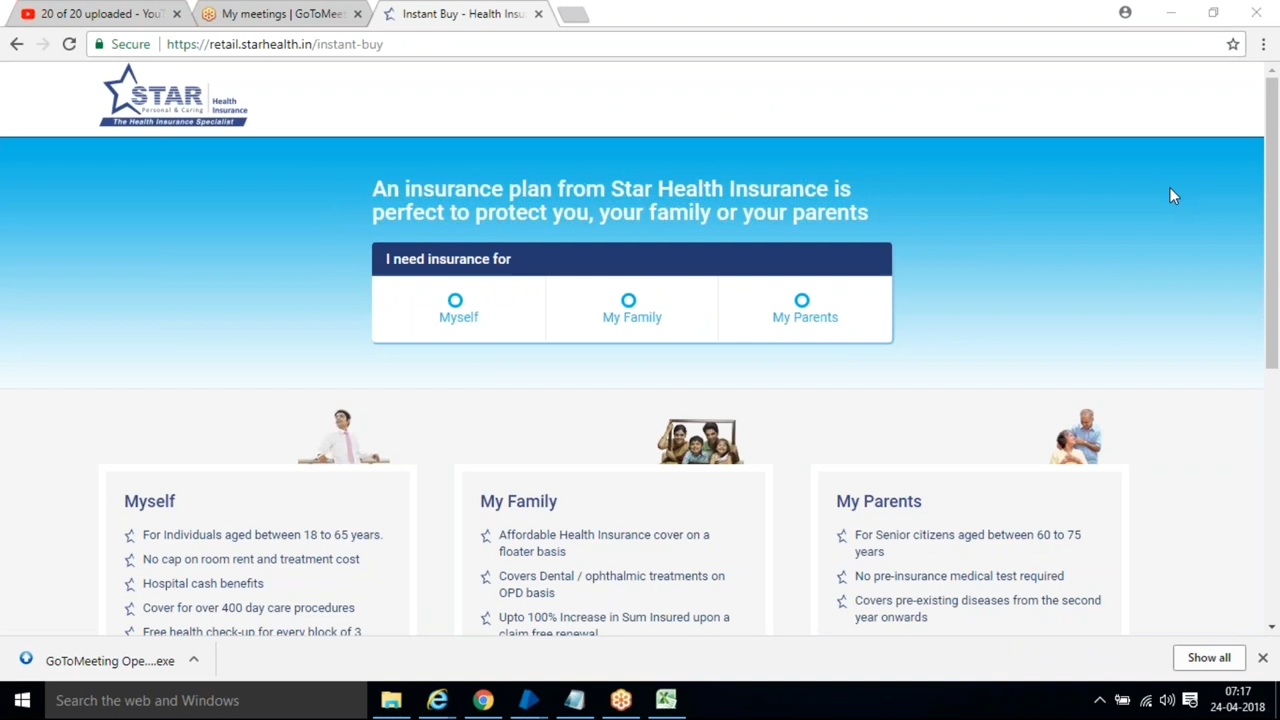 20 of 20 uploaded - You
My meetings | GoToMeet
Instant Buy - Health Insu
Secure
https://retail.starhealth.in/instant-buy
STAR
Personal & Caring
Health
Insurance
The Health Insurance Specialist
An insurance plan from Star Health Insurance is
perfect to protect you, your family or your parents
I need insurance for
Myself
My Family
My Parents
Myself
For Individuals aged between 18 to 65 years.
No cap on room rent and treatment cost
Hospital cash benefits
Cover for over 400 day care procedures
Free health check-up for every block of 3
My Family
Affordable Health Insurance cover on a
floater basis
Covers Dental / ophthalmic treatments on
OPD basis
Upto 100% Increase in Sum Insured upon a
claim free renewal
My Parents
For Senior citizens aged between 60 to 75
years
No pre-insurance medical test required
Covers pre-existing diseases from the second
year onwards
GoToMeeting Ope....exe
Show all
Search the web and Windows
07:17
24-04-2018